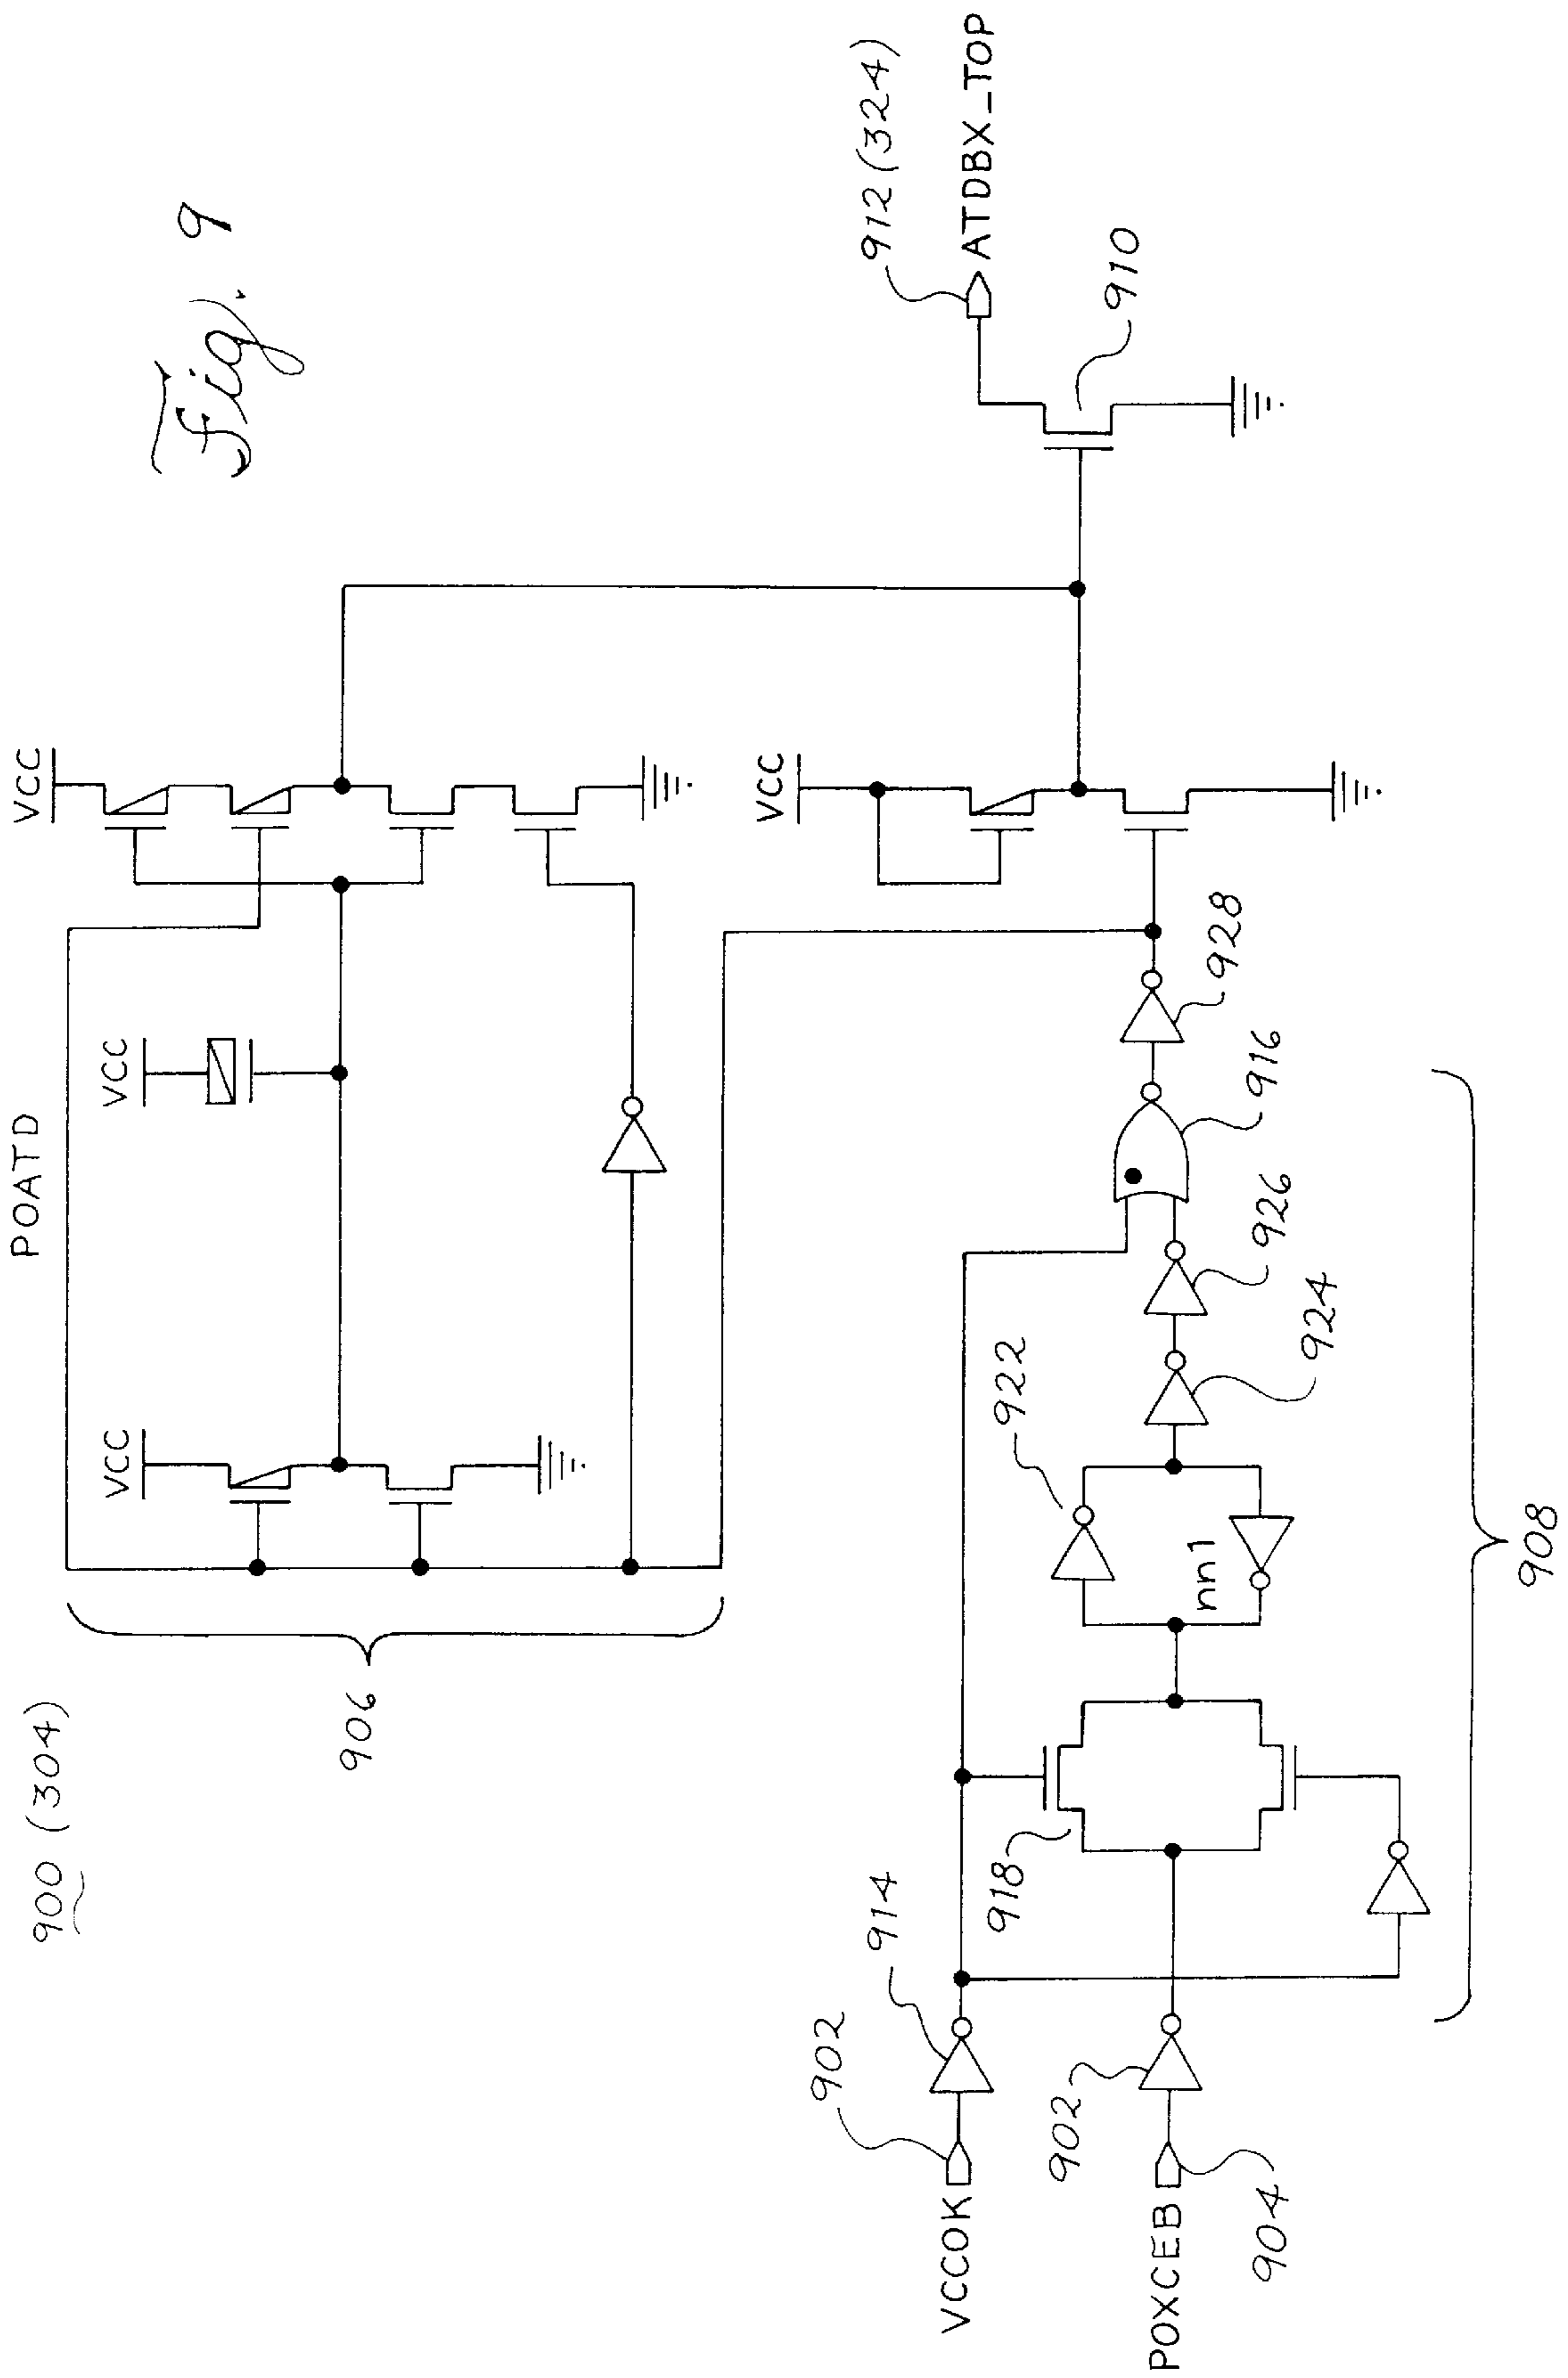 Fig. 9
900 (304)
POATD
VCC
VCC
VCC
906
VCC
912 (324)
ATDBX_TOP
910
VCCOK
902
914
918
922
nn1
924
926
916
928
POXCEB
904
902
908